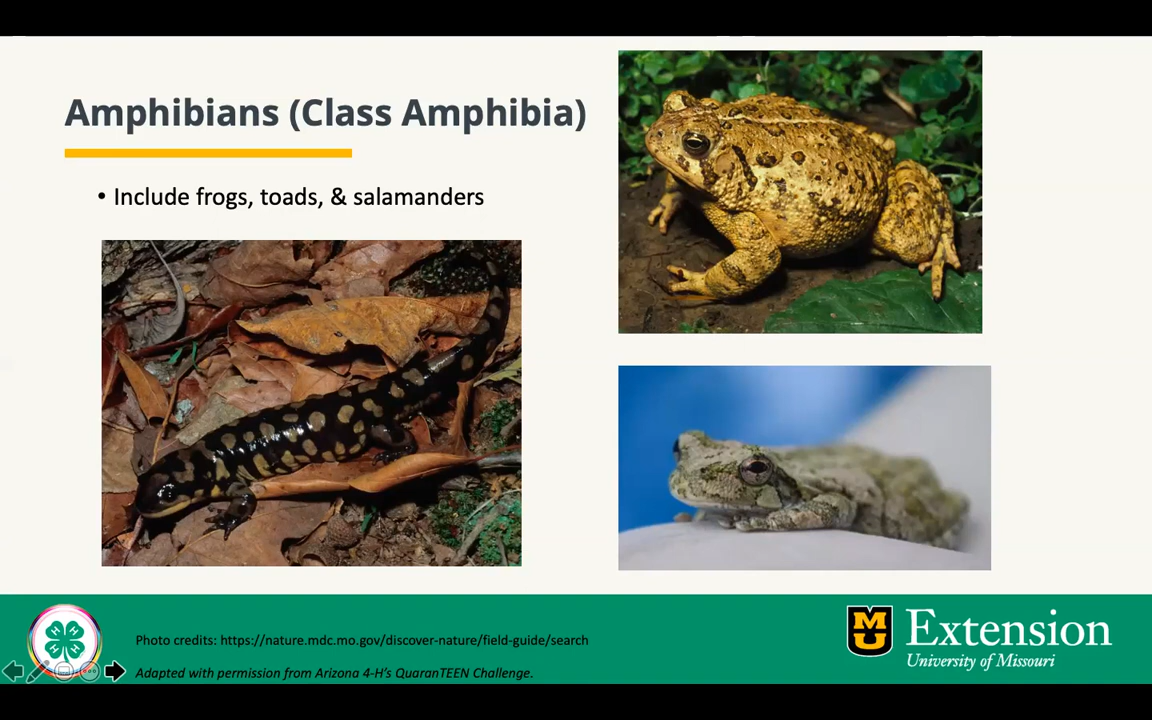 Amphibians (Class Amphibia)
• Include frogs, toads, & salamanders
Photo credits: https://nature.mdc.mo.gov/discover-nature/field-guide/search
Adapted with permission from Arizona 4-H’s QuaranTEEN Challenge.
H H H H
MU
Extension
University of Missouri